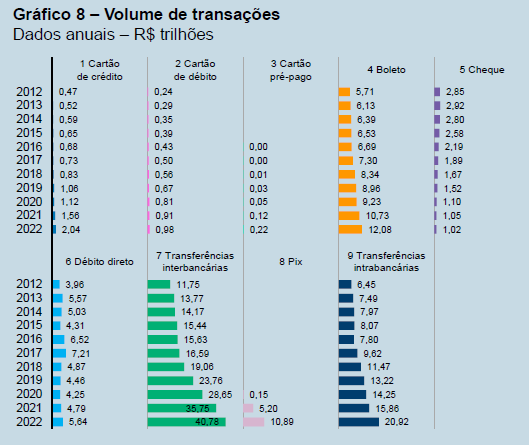 Gráfico 8 – Volume de transações
Dados anuais – R$ trilhões
1 Cartão de crédito 2 Cartão de débito 3 Cartão pré-pago 4 Boleto 5 Cheque
2012 0,47 0,24 5,71 2,85
2013 0,52 0,29 6,13 2,92
2014 0,59 0,35 6,39 2,80
2015 0,65 0,39 6,53 2,58
2016 0,68 0,43 0,00 6,69 2,19
2017 0,73 0,50 0,00 7,30 1,89
2018 0,83 0,56 0,01 8,34 1,67
2019 1,06 0,67 0,03 8,96 1,52
2020 1,12 0,81 0,05 9,23 1,10
2021 1,56 0,91 0,12 10,73 1,05
2022 2,04 0,98 0,22 12,08 1,02
6 Débito direto 7 Transferências interbancárias 8 Pix 9 Transferências intrabancárias
2012 3,96 11,75 6,45
2013 5,57 13,77 7,49
2014 5,03 14,17 7,97
2015 4,31 15,44 8,07
2016 6,52 15,63 7,80
2017 7,21 16,59 9,62
2018 4,87 19,06 11,47
2019 4,46 23,76 13,22
2020 4,25 28,65 0,15 14,25
2021 4,79 35,75 5,20 15,86
2022 5,64 40,78 10,89 20,92